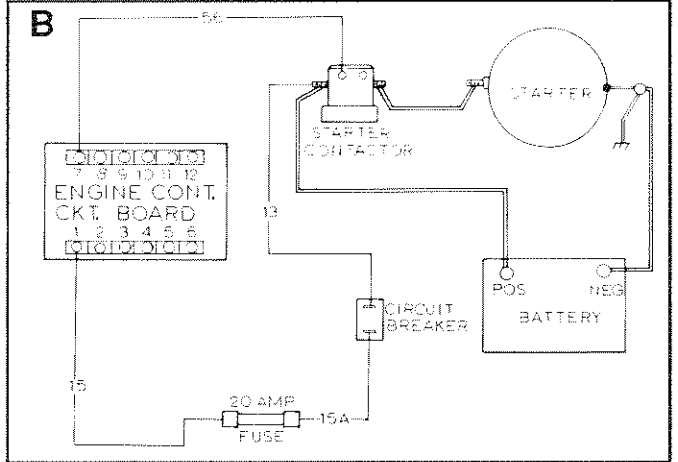 B
56
STARTER
STARTER
CONTACTOR
7 8 9 10 11 12
ENGINE CONT.
CKT. BOARD
1 2 3 4 5 6
13
POS
NEG
BATTERY
CIRCUIT
BREAKER
15
20 AMP
15A
FUSE